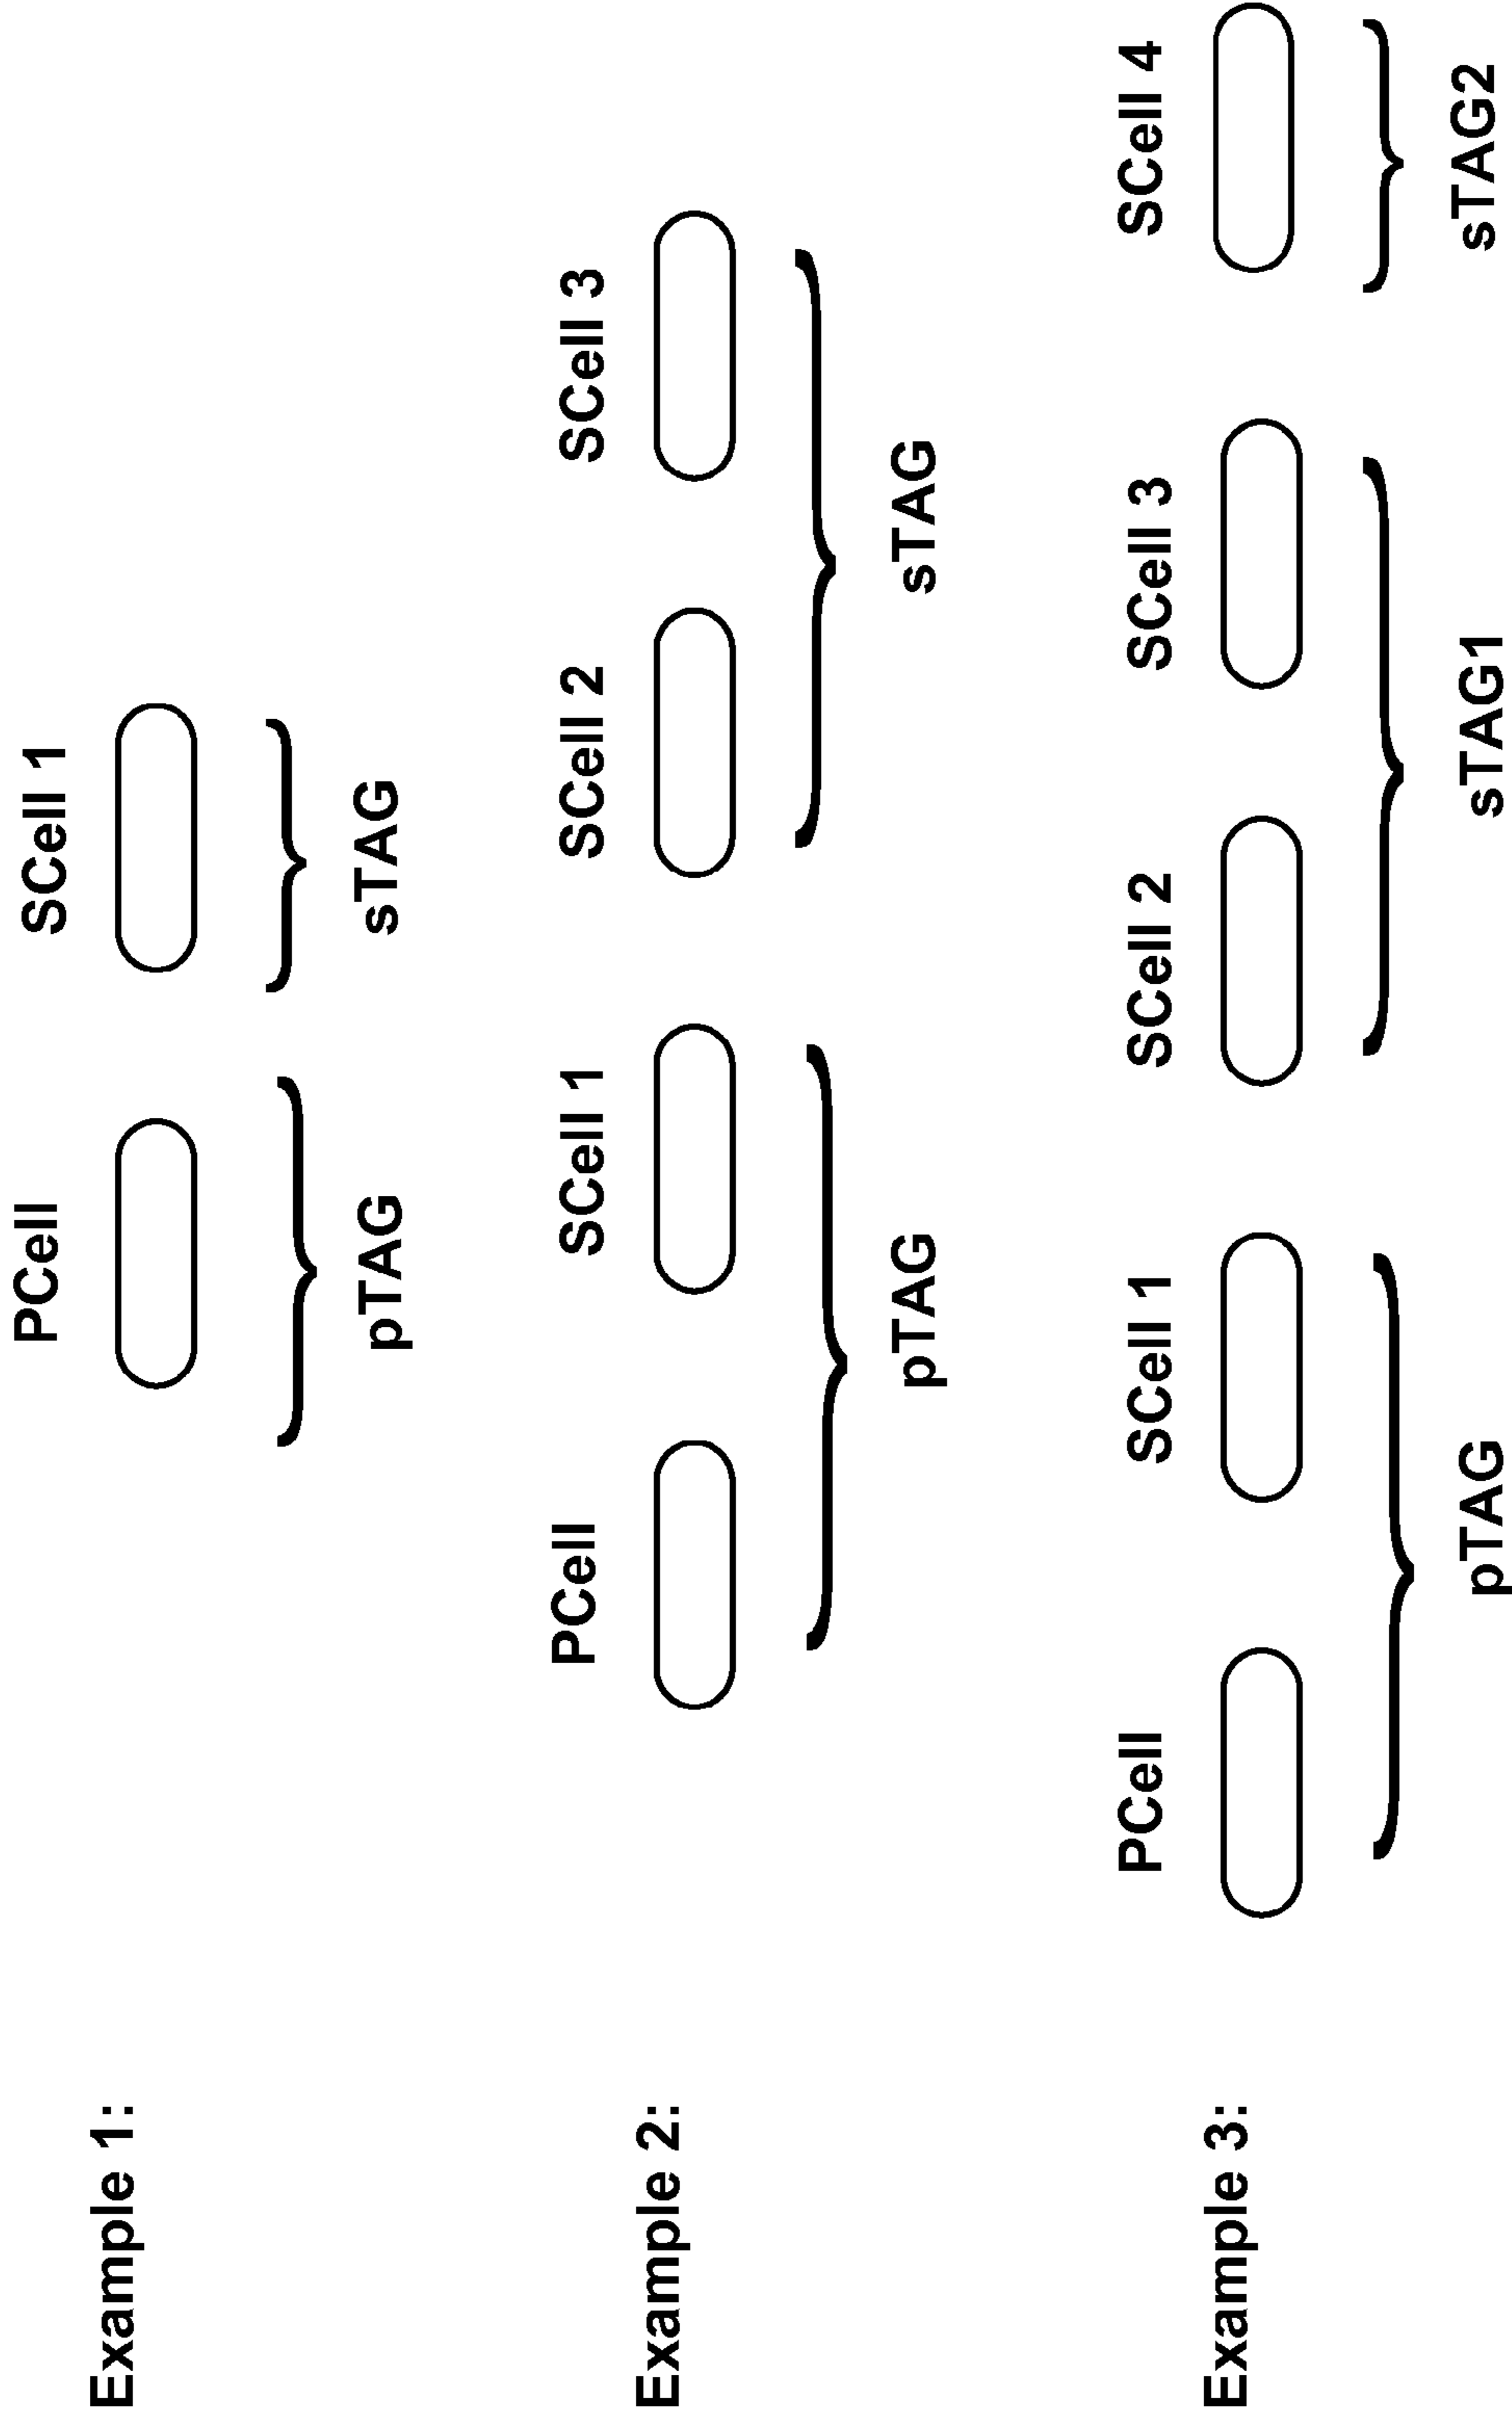 PCell SCell 1
Example 1:
pTAG sTAG
PCell SCell 1 SCell 2 SCell 3
Example 2:
pTAG sTAG
PCell SCell 1 SCell 2 SCell 3 SCell 4
Example 3:
pTAG sTAG1 sTAG2